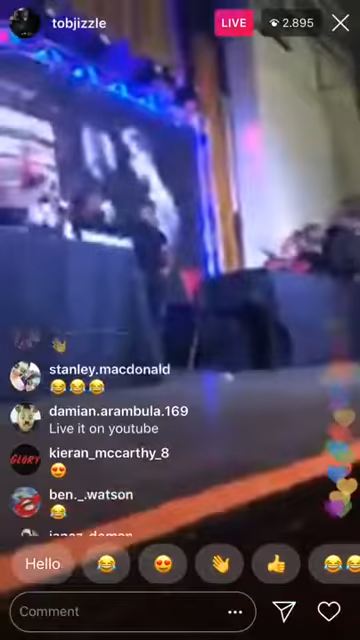 tobjizzle
LIVE
2.895
stanley.macdonald
😂😂😂
damian.arambula.169
Live it on youtube
GLORY
kieran_mccarthy_8
😍
ben._.watson
😂
Hello
Comment